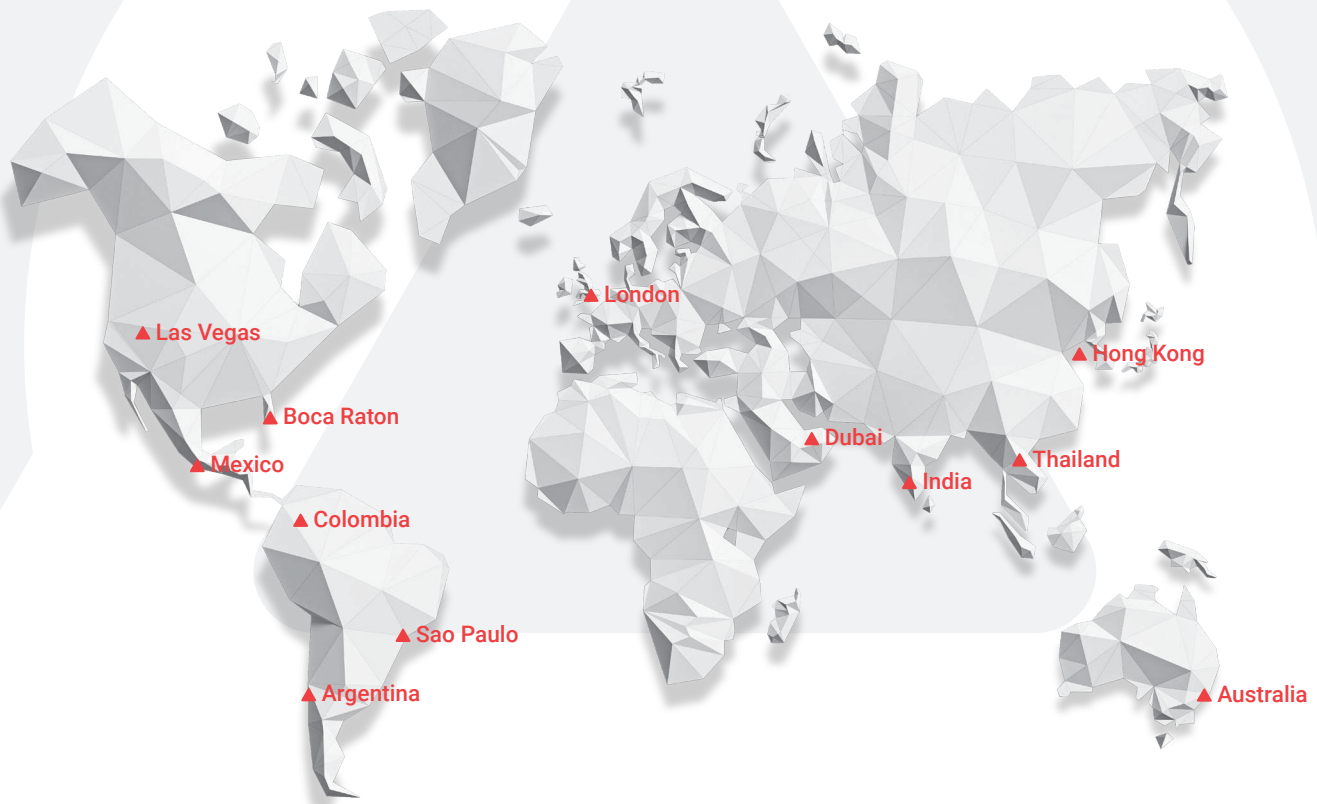 London
Las Vegas
Hong Kong
Boca Raton
Dubai
Thailand
Mexico
India
Colombia
Sao Paulo
Argentina
Australia